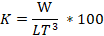 K = W / LT³ * 100